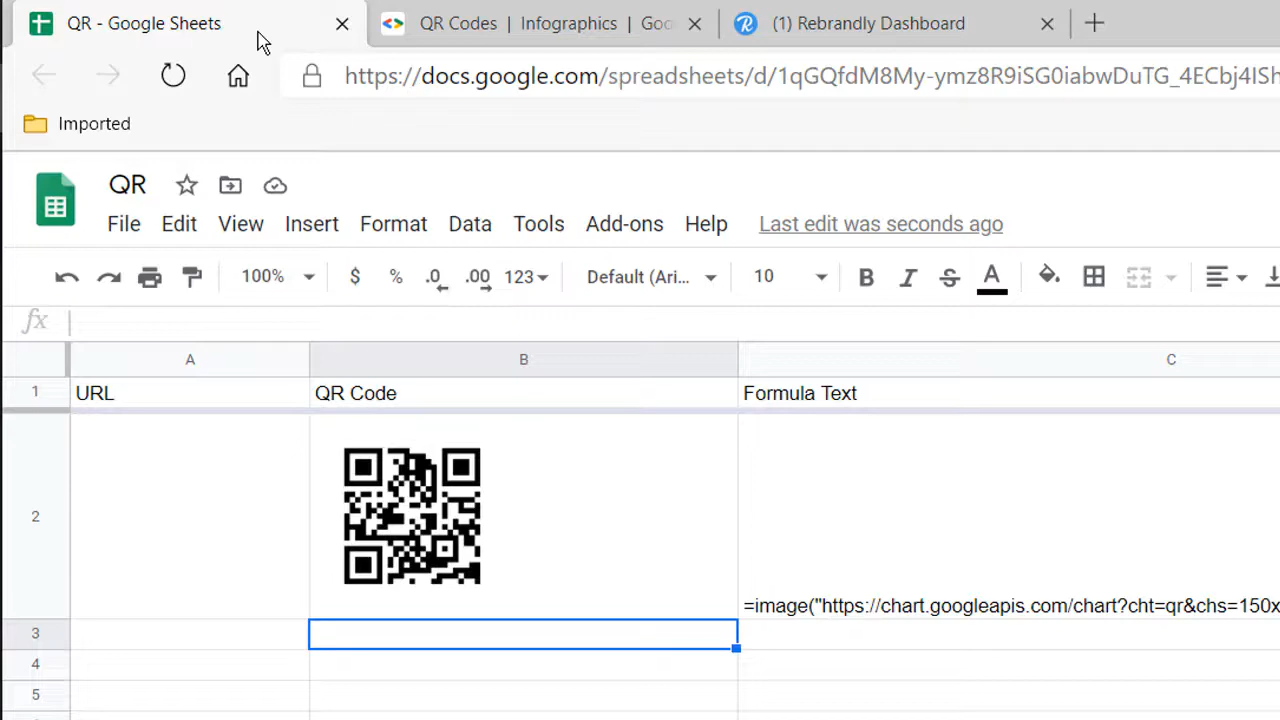 QR - Google Sheets
QR Codes | Infographics | Goo
(1) Rebrandly Dashboard
https://docs.google.com/spreadsheets/d/1qGQfdM8My-ymz8R9iSG0iabwDuTG_4ECbj4ISh
Imported
QR
File Edit View Insert Format Data Tools Add-ons Help Last edit was seconds ago
100% $ % .0 .00 123 Default (Ari... 10 B I S A
fx
A B C
1 URL QR Code Formula Text
2 =image("https://chart.googleapis.com/chart?cht=qr&chs=150x
3
4
5